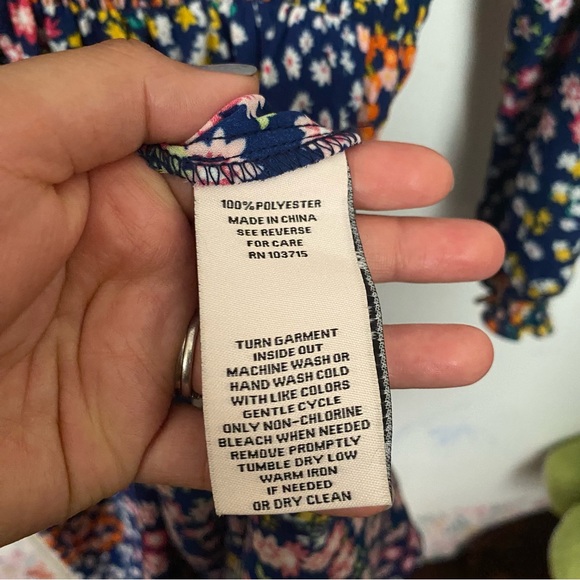 100% POLYESTER
MADE IN CHINA
SEE REVERSE
FOR CARE
RN 103715
TURN GARMENT
INSIDE OUT
MACHINE WASH OR
HAND WASH COLD
WITH LIKE COLORS
GENTLE CYCLE
ONLY NON-CHLORINE
BLEACH WHEN NEEDED
REMOVE PROMPTLY
TUMBLE DRY LOW
WARM IRON
IF NEEDED
OR DRY CLEAN